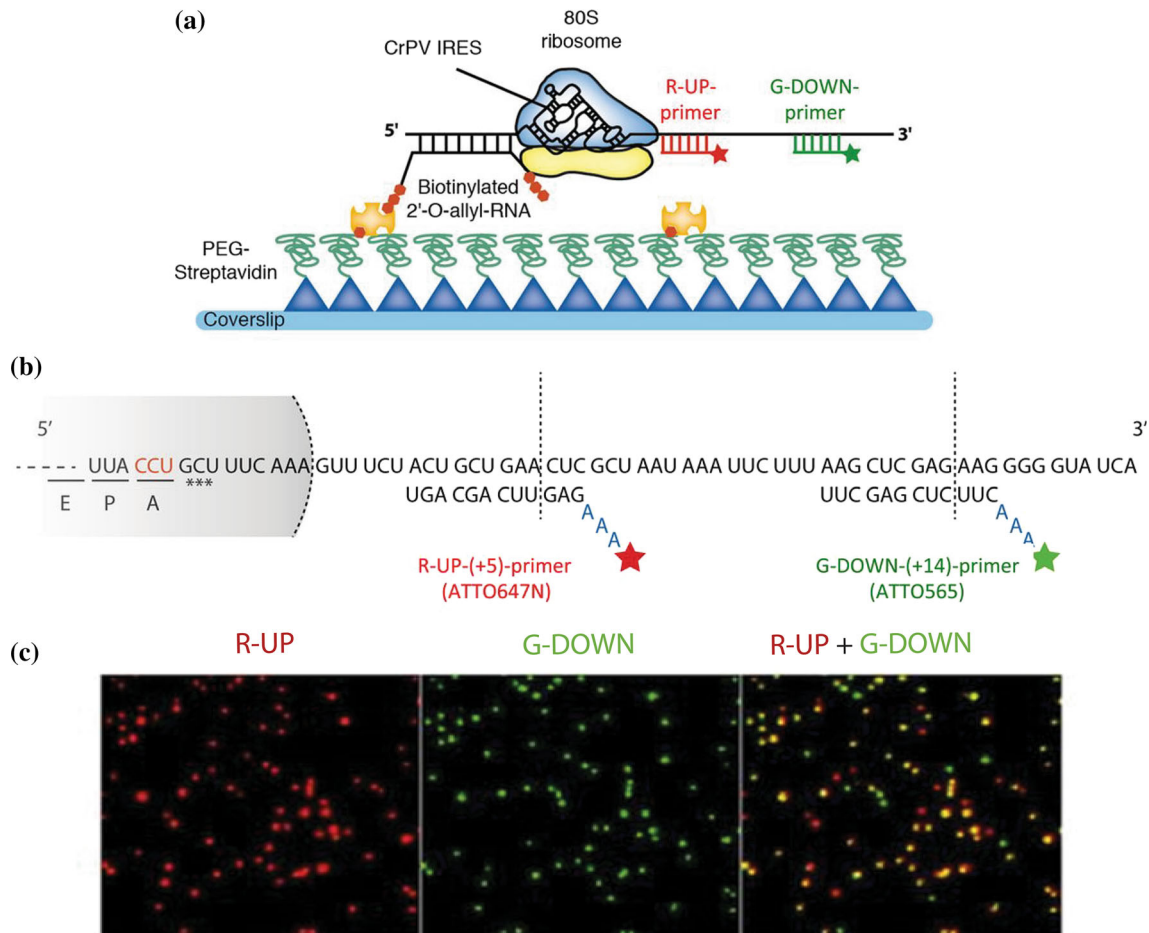 (a)
80S
ribosome
CrPV IRES
R-UP-
primer
G-DOWN-
primer
5'
3'
Biotinylated
2'-O-allyl-RNA
PEG-
Streptavidin
Coverslip
(b)
5'
3'
UUA CCU GCU UUC AAA GUU UCU ACU GCU GAA CUC GCU AAU AAA UUC UUU AAG CUC GAG AAG GGG GUA UCA
***
E P A
UGA CGA CUU GAG
UUC GAG CUC UUC
A
A
A
A
A
A
R-UP-(+5)-primer
(ATTO647N)
G-DOWN-(+14)-primer
(ATTO565)
(c)
R-UP
G-DOWN
R-UP + G-DOWN